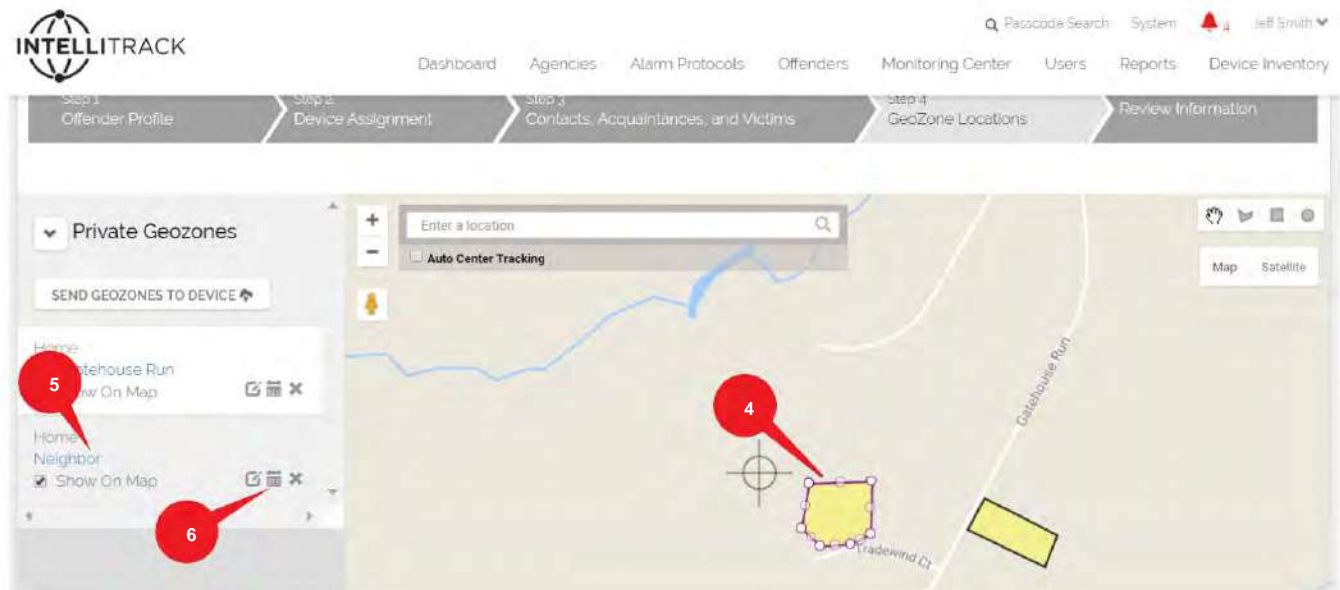 INTELLITRACK
Passcode Search System 4 Jeff Smith
Dashboard Agencies Alarm Protocols Offenders Monitoring Center Users Reports Device Inventory
Step 1
Offender Profile
Step 2
Device Assignment
Step 3
Contacts, Acquaintances, and Victims
Step 4
GeoZone Locations
Review Information
Private Geozones
SEND GEOZONES TO DEVICE
Home
tehouse Run
ow On Map
5
Home
Neighbor
Show On Map
6
+
−
Enter a location
Auto Center Tracking
Map Satellite
4
Gatehouse Run
Tradewind Ct